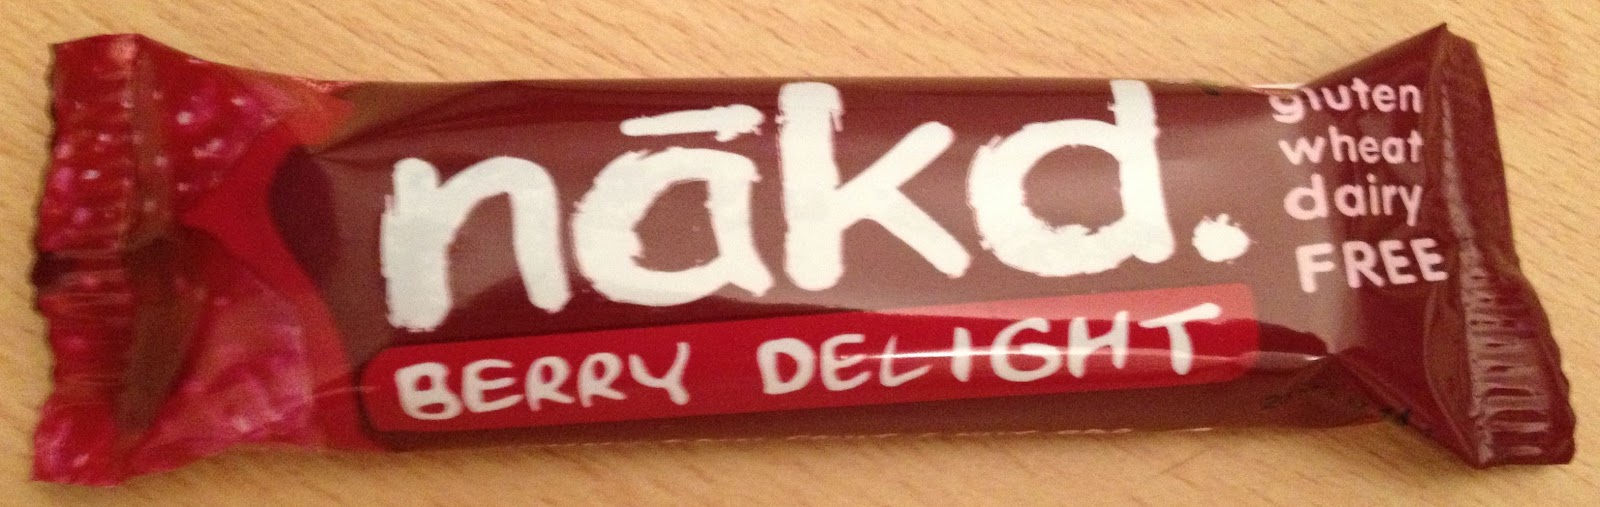 nākd.
BERRY DELIGHT
gluten
wheat
dairy
FREE